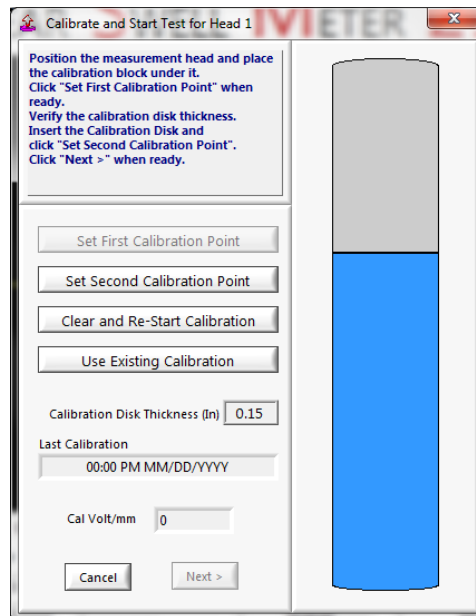 Calibrate and Start Test for Head 1
Position the measurement head and place
the calibration block under it.
Click "Set First Calibration Point" when
ready.
Verify the calibration disk thickness.
Insert the Calibration Disk and
click "Set Second Calibration Point".
Click "Next >" when ready.
Set First Calibration Point
Set Second Calibration Point
Clear and Re-Start Calibration
Use Existing Calibration
Calibration Disk Thickness (In) 0.15
Last Calibration
00:00 PM MM/DD/YYYY
Cal Volt/mm 0
Cancel Next >